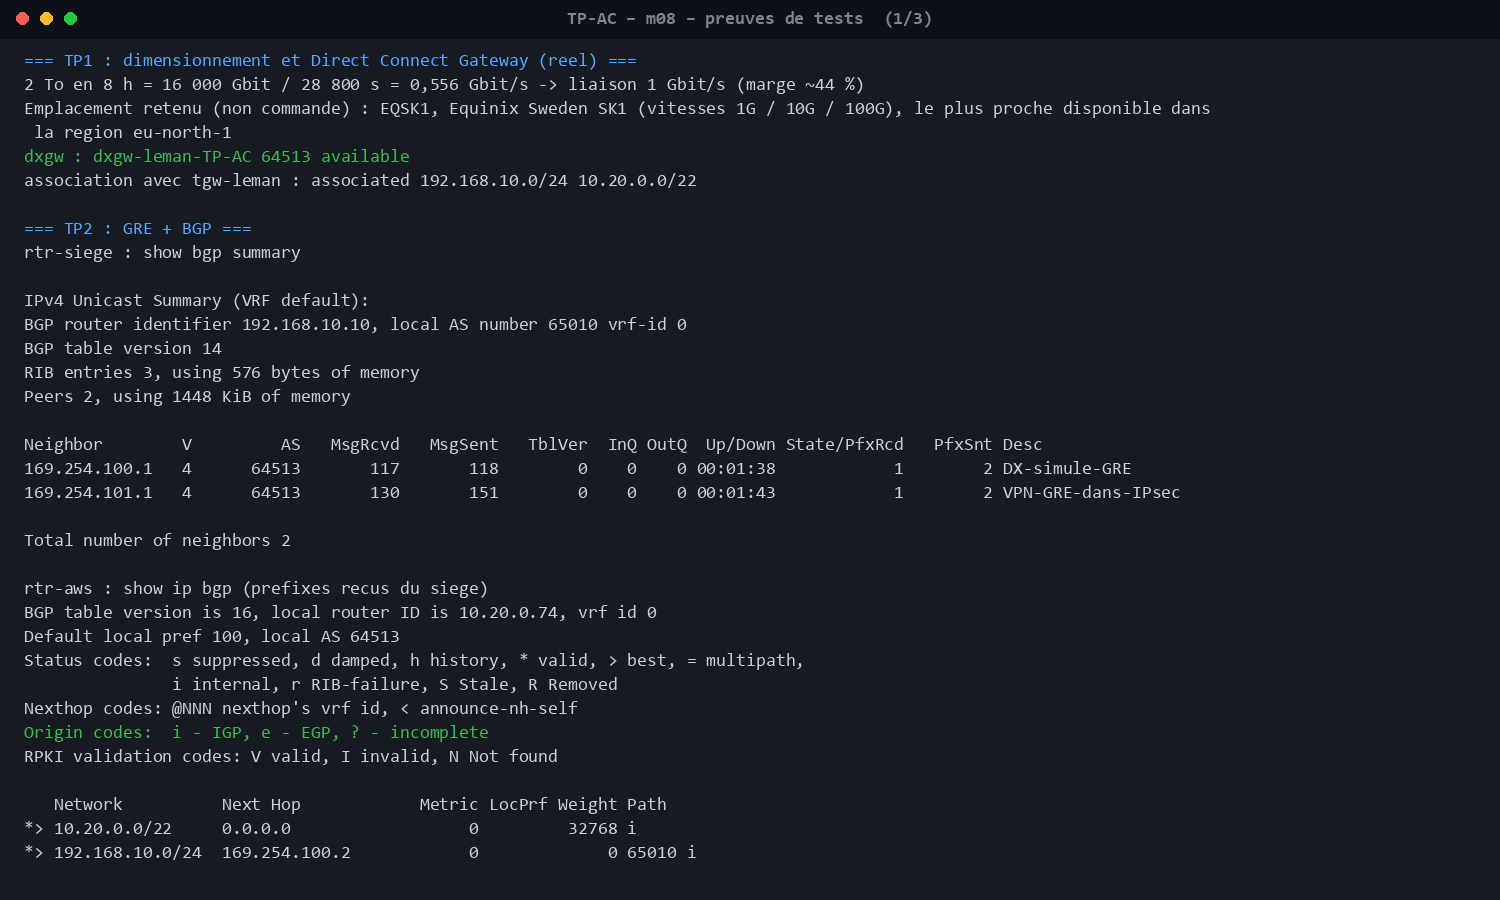 TP-AC – m08 – preuves de tests (1/3)
=== TP1 : dimensionnement et Direct Connect Gateway (reel) ===
2 To en 8 h = 16 000 Gbit / 28 800 s = 0,556 Gbit/s -> liaison 1 Gbit/s (marge ~44 %)
Emplacement retenu (non commande) : EQSK1, Equinix Sweden SK1 (vitesses 1G / 10G / 100G), le plus proche disponible dans
la region eu-north-1
dxgw : dxgw-leman-TP-AC 64513 available
association avec tgw-leman : associated 192.168.10.0/24 10.20.0.0/22
=== TP2 : GRE + BGP ===
rtr-siege : show bgp summary
IPv4 Unicast Summary (VRF default):
BGP router identifier 192.168.10.10, local AS number 65010 vrf-id 0
BGP table version 14
RIB entries 3, using 576 bytes of memory
Peers 2, using 1448 KiB of memory
Neighbor V AS MsgRcvd MsgSent TblVer InQ OutQ Up/Down State/PfxRcd PfxSnt Desc
169.254.100.1 4 64513 117 118 0 0 0 00:01:38 1 2 DX-simule-GRE
169.254.101.1 4 64513 130 151 0 0 0 00:01:43 1 2 VPN-GRE-dans-IPsec
Total number of neighbors 2
rtr-aws : show ip bgp (prefixes recus du siege)
BGP table version is 16, local router ID is 10.20.0.74, vrf id 0
Default local pref 100, local AS 64513
Status codes: s suppressed, d damped, h history, * valid, > best, = multipath,
i internal, r RIB-failure, S Stale, R Removed
Nexthop codes: @NNN nexthop's vrf id, < announce-nh-self
Origin codes: i - IGP, e - EGP, ? - incomplete
RPKI validation codes: V valid, I invalid, N Not found
Network Next Hop Metric LocPrf Weight Path
*> 10.20.0.0/22 0.0.0.0 0 32768 i
*> 192.168.10.0/24 169.254.100.2 0 0 65010 i